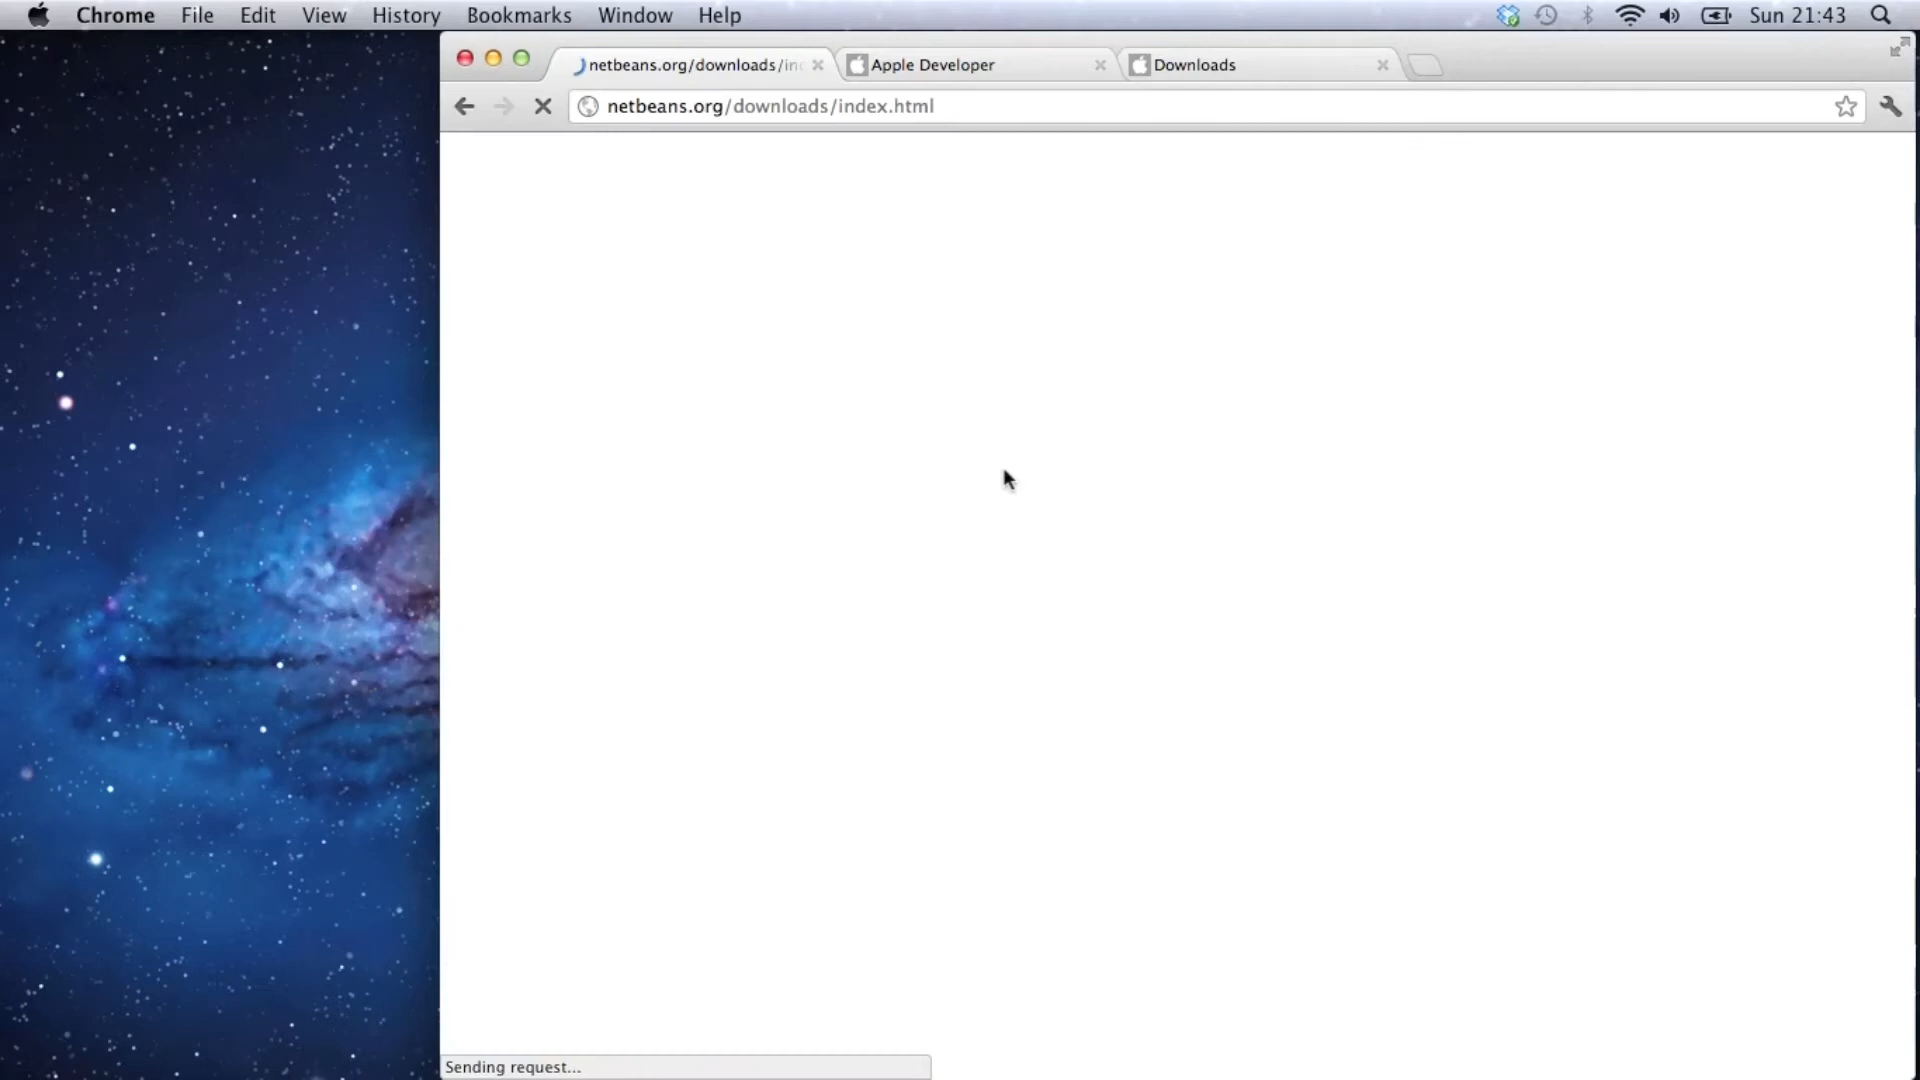 Chrome File Edit View History Bookmarks Window Help Sun 21:43
netbeans.org/downloads/in Apple Developer Downloads
netbeans.org/downloads/index.html
Sending request...